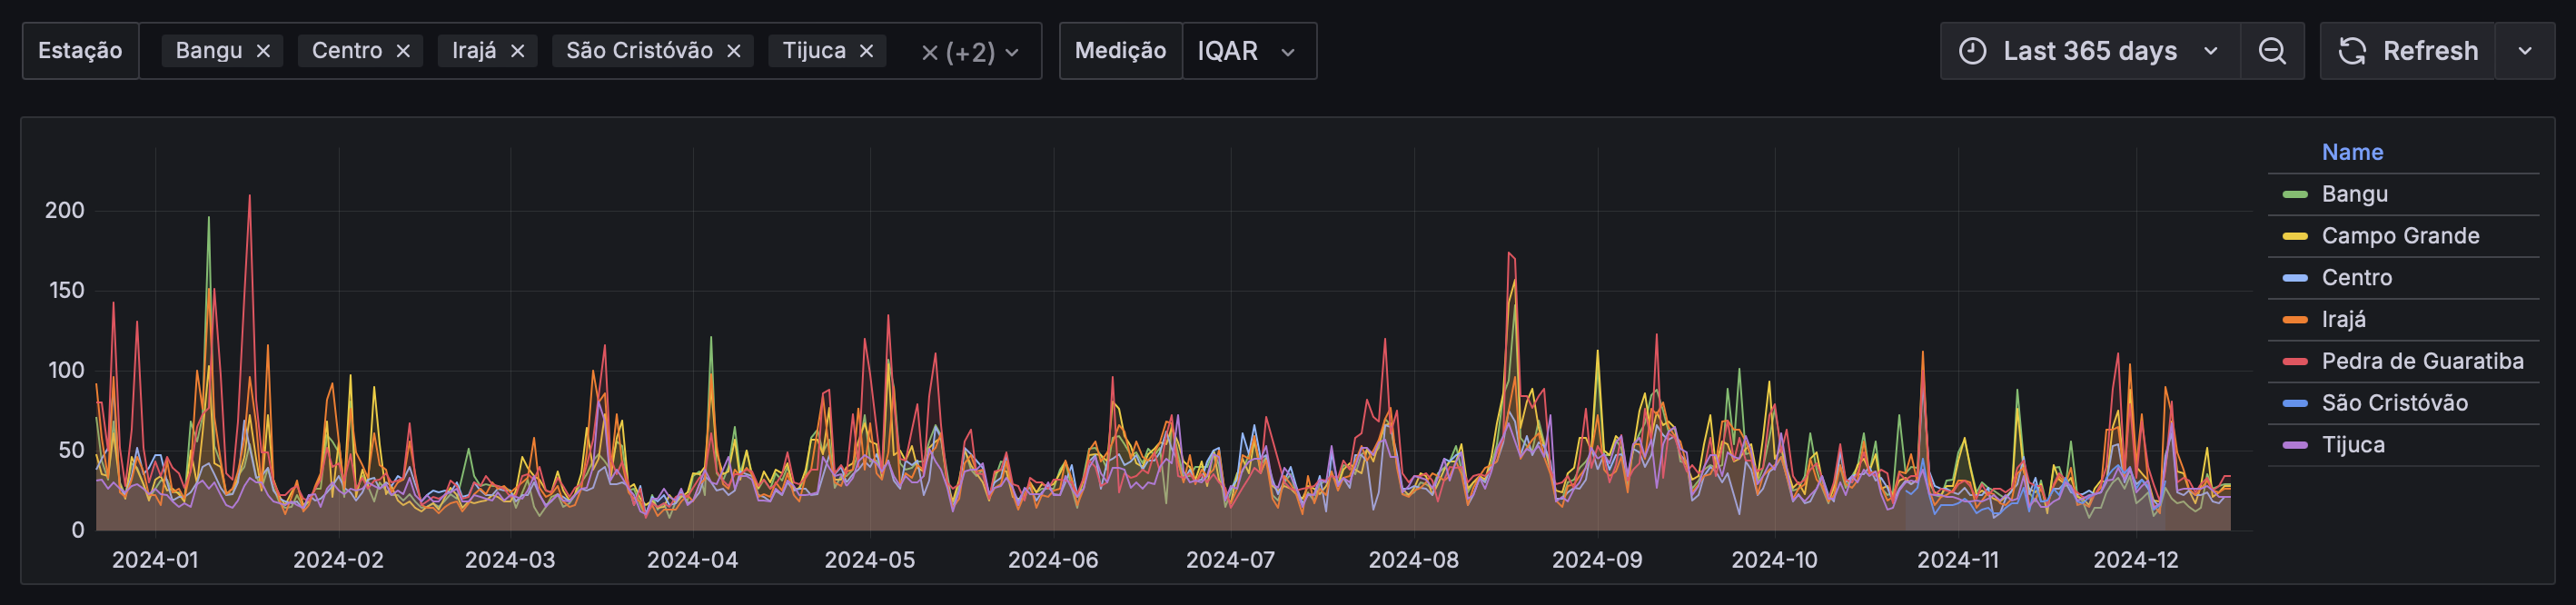 Estação Bangu × Centro × Irajá × São Cristóvão × Tijuca × × (+2) Medição IQAR Last 365 days Refresh
Name
Bangu
Campo Grande
Centro
Irajá
Pedra de Guaratiba
São Cristóvão
Tijuca
200
150
100
50
0
2024-01 2024-02 2024-03 2024-04 2024-05 2024-06 2024-07 2024-08 2024-09 2024-10 2024-11 2024-12